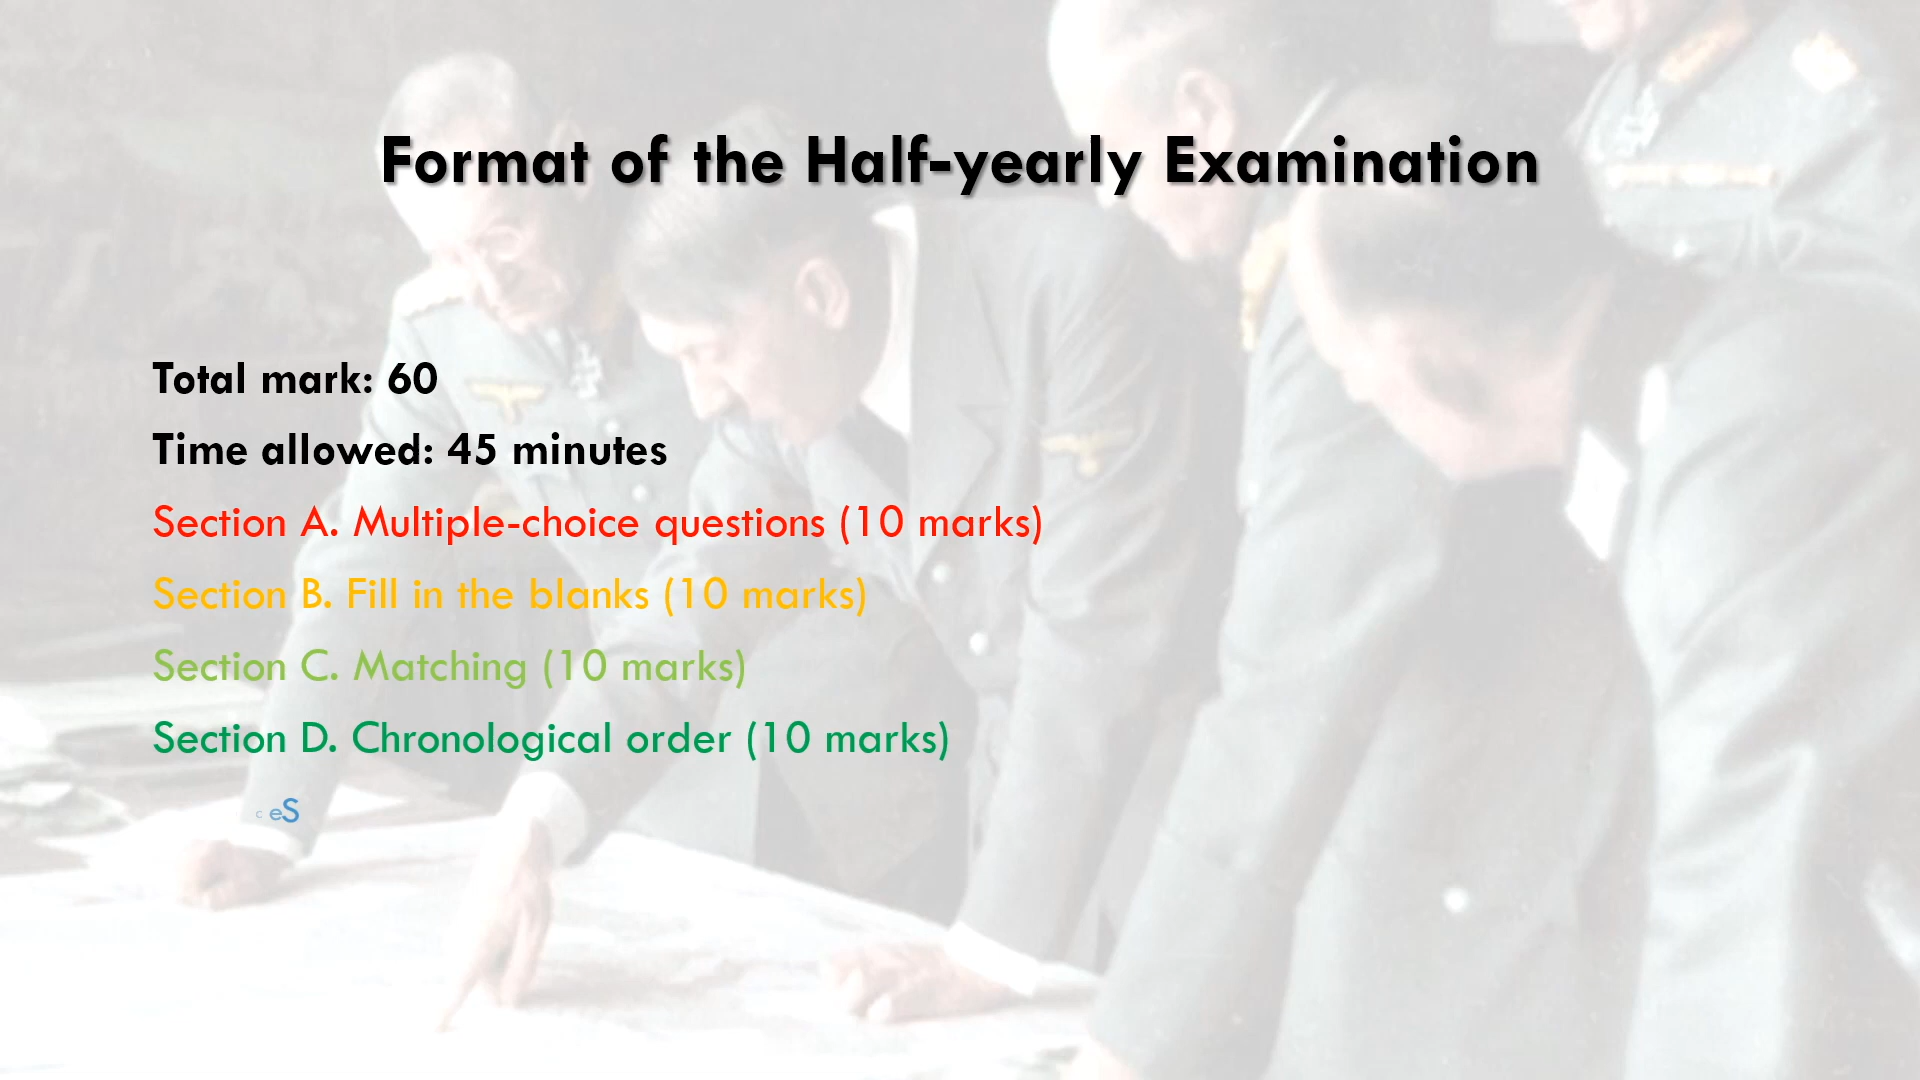 Format of the Half-yearly Examination
Total mark: 60
Time allowed: 45 minutes
Section A. Multiple-choice questions (10 marks)
Section B. Fill in the blanks (10 marks)
Section C. Matching (10 marks)
Section D. Chronological order (10 marks)
c eS